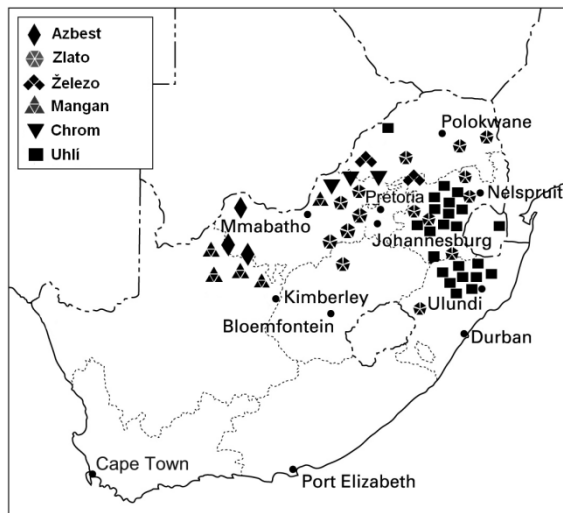 Azbest
Zlato
Železo
Mangan
Chrom
Uhlí
Polokwane
Pretoria
Nelspruit
Mmabatho
Johannesburg
Kimberley
Ulundi
Bloemfontein
Durban
Cape Town
Port Elizabeth